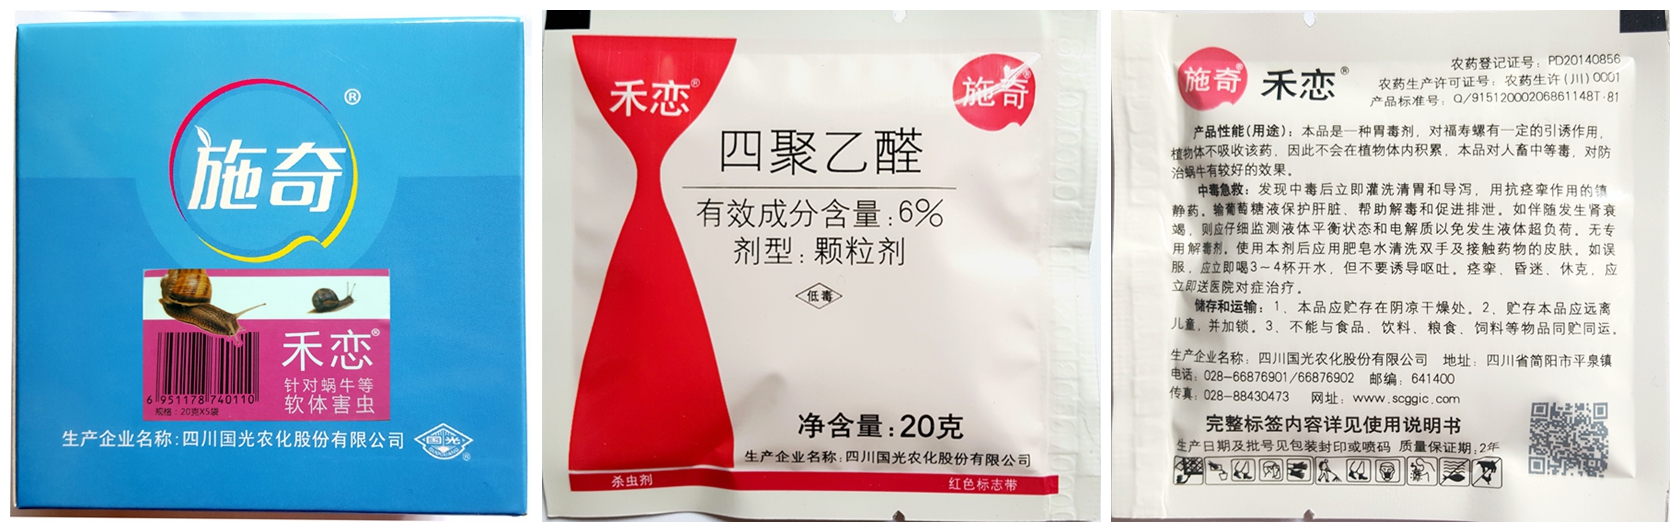 施奇®
禾恋®
针对蜗牛等
软体害虫
6 951178 740110
规格：20克X5袋
生产企业名称：四川国光农化股份有限公司
国光®
禾恋®
施奇®
四聚乙醛
有效成分含量：6%
剂型：颗粒剂
低毒
净含量：20克
生产企业名称：四川国光农化股份有限公司
杀虫剂
红色标志带
施奇®
禾恋®
农药登记证号：PD20140856
农药生产许可证号：农药生许（川）0001
产品标准号：Q/91512000206861148T·81
产品性能（用途）：本品是一种胃毒剂，对福寿螺有一定的引诱作用，
植物体不吸收该药，因此不会在植物体内积累，本品对人畜中等毒，对防
治蜗牛有较好的效果。
中毒急救：发现中毒后立即灌洗清胃和导泻，用抗痉挛作用的镇
静药。输葡萄糖液保护肝脏、帮助解毒和促进排泄。如伴随发生肾衰
竭，则应仔细监测液体平衡状态和电解质以免发生液体超负荷。无专
用解毒剂。使用本剂后应用肥皂水清洗双手及接触药物的皮肤。如误
服，应立即喝3～4杯开水，但不要诱导呕吐。痉挛、昏迷、休克，应
立即送医院对症治疗。
储存和运输：1、本品应贮存在阴凉干燥处。2、贮存本品应远离
儿童，并加锁。3、不能与食品、饮料、粮食、饲料等物品同贮同运。
生产企业名称：四川国光农化股份有限公司 地址：四川省简阳市平泉镇
电话：028-66876901/66876902 邮编：641400
传真：028-88430473 网址：www.scggic.com
完整标签内容详见使用说明书
生产日期及批号见包装封印或喷码 质量保证期：2年